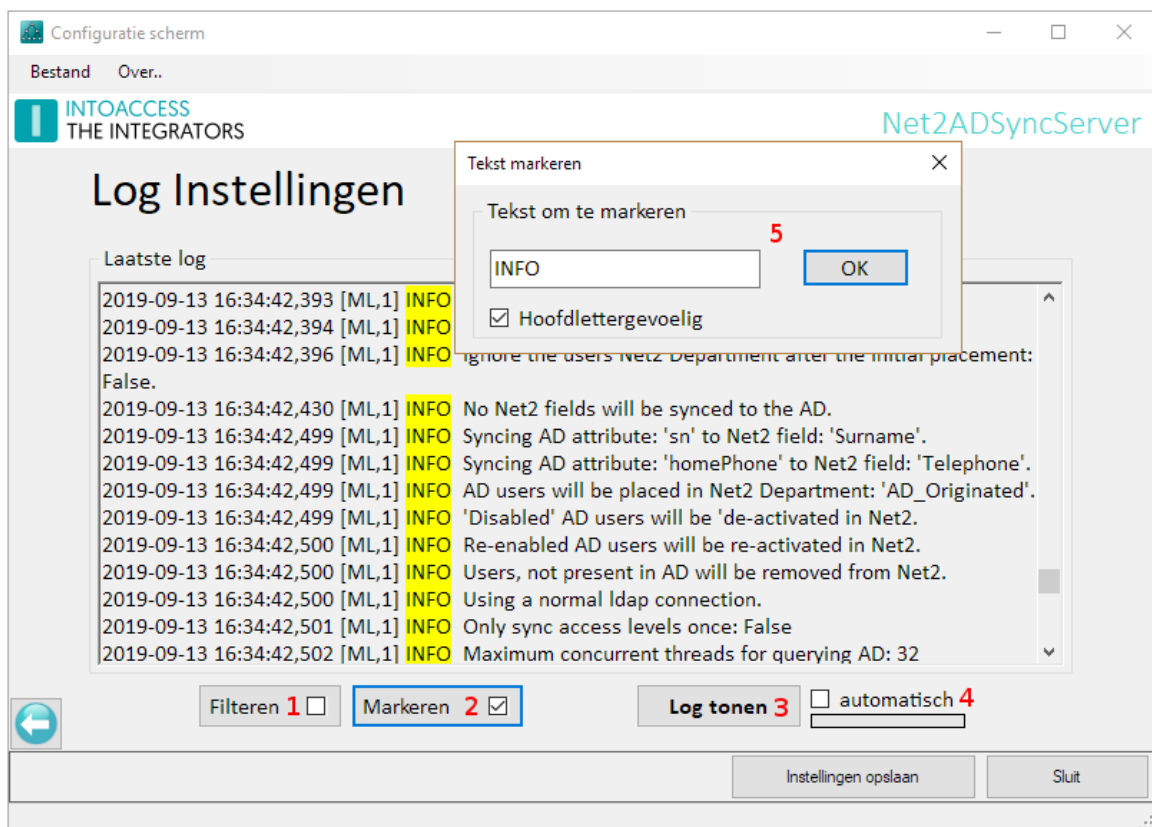 Configuratie scherm
Bestand Over..
INTOACCESS
THE INTEGRATORS
Net2ADSyncServer
Log Instellingen
Tekst markeren
Tekst om te markeren
5
INFO
OK
Hoofdlettergevoelig
Laatste log
2019-09-13 16:34:42,393 [ML,1] INFO
2019-09-13 16:34:42,394 [ML,1] INFO
2019-09-13 16:34:42,396 [ML,1] INFO Ignore the users Net2 Department after the initial placement:
False.
2019-09-13 16:34:42,430 [ML,1] INFO No Net2 fields will be synced to the AD.
2019-09-13 16:34:42,499 [ML,1] INFO Syncing AD attribute: 'sn' to Net2 field: 'Surname'.
2019-09-13 16:34:42,499 [ML,1] INFO Syncing AD attribute: 'homePhone' to Net2 field: 'Telephone'.
2019-09-13 16:34:42,499 [ML,1] INFO AD users will be placed in Net2 Department: 'AD_Originated'.
2019-09-13 16:34:42,499 [ML,1] INFO 'Disabled' AD users will be 'de-activated in Net2.
2019-09-13 16:34:42,500 [ML,1] INFO Re-enabled AD users will be re-activated in Net2.
2019-09-13 16:34:42,500 [ML,1] INFO Users, not present in AD will be removed from Net2.
2019-09-13 16:34:42,500 [ML,1] INFO Using a normal ldap connection.
2019-09-13 16:34:42,501 [ML,1] INFO Only sync access levels once: False
2019-09-13 16:34:42,502 [ML,1] INFO Maximum concurrent threads for querying AD: 32
Filteren 1 Markeren 2 Log tonen 3 automatisch 4
Instellingen opslaan Sluit